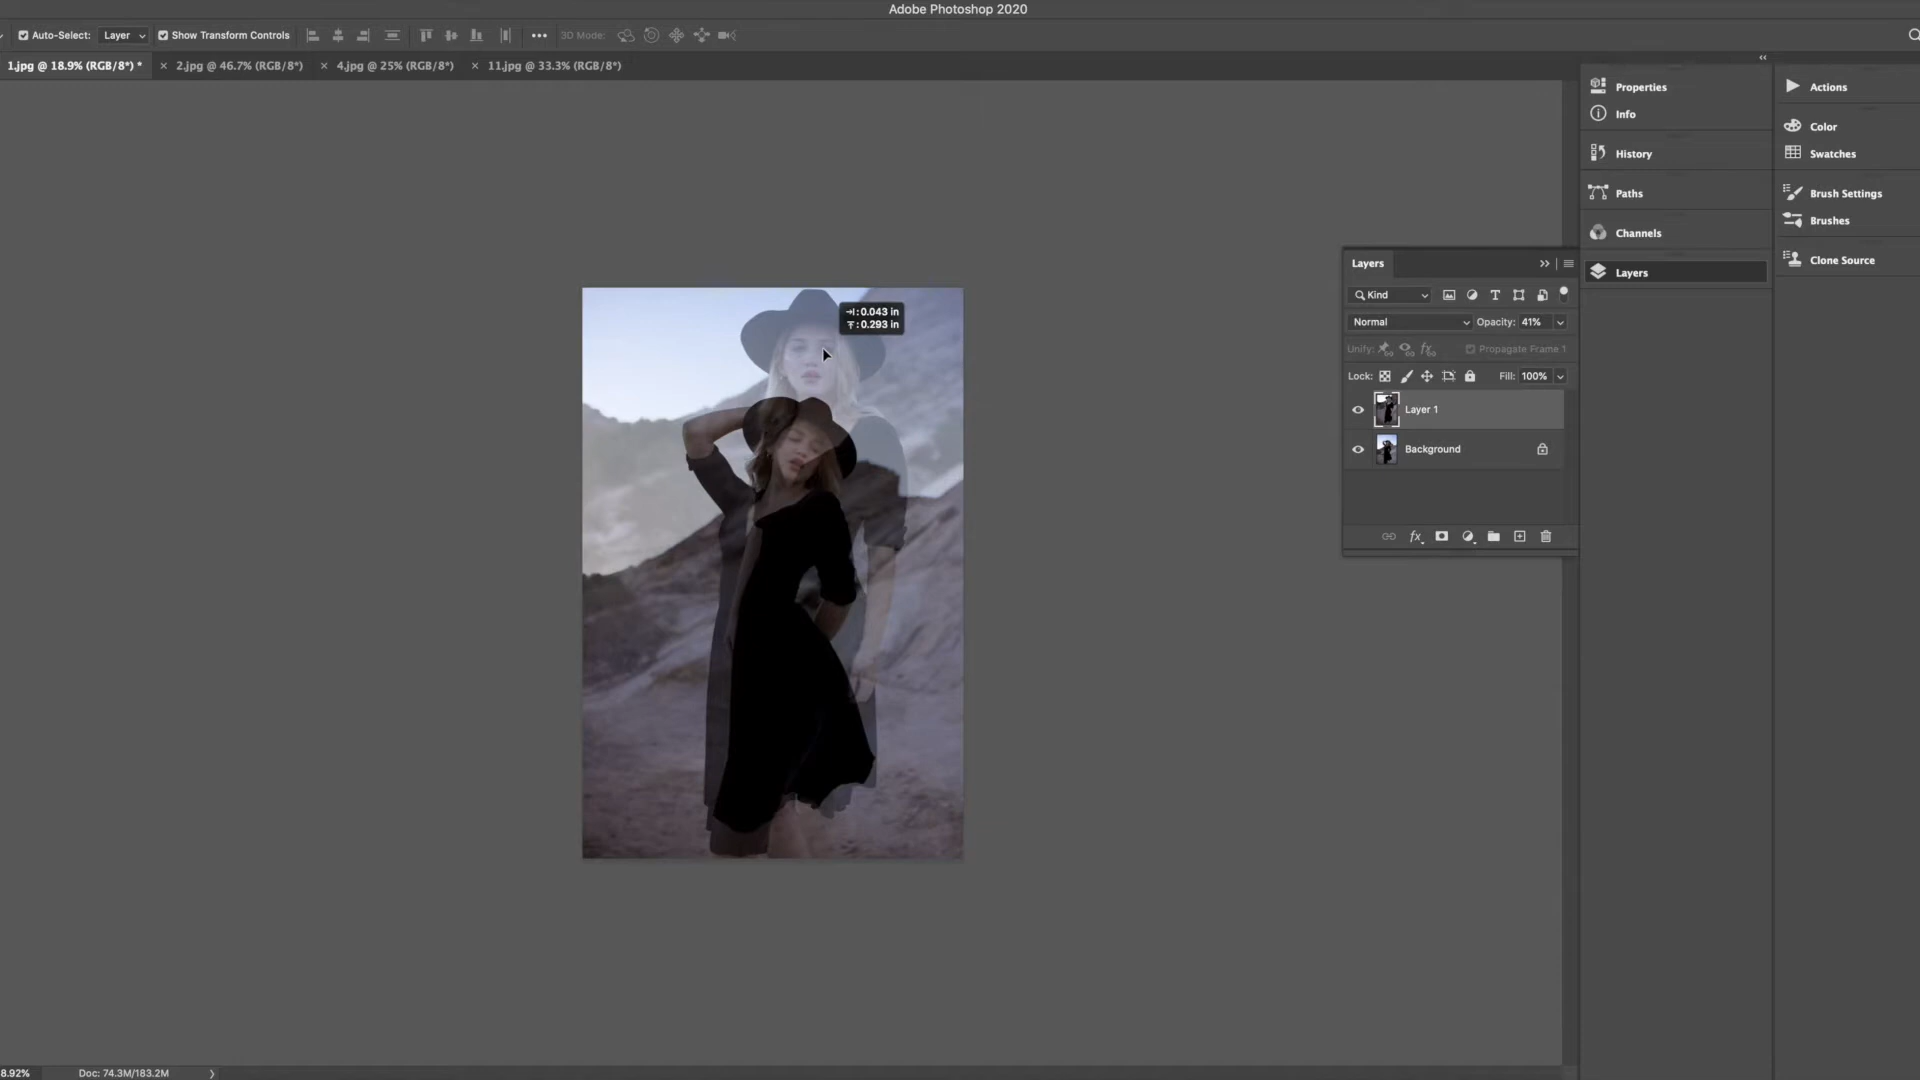 Adobe Photoshop 2020
Auto-Select: Layer Show Transform Controls 3D Mode:
1.jpg @ 18.9% (RGB/8*) * × 2.jpg @ 46.7% (RGB/8*) × 4.jpg @ 25% (RGB/8*) × 11.jpg @ 33.3% (RGB/8*)
Properties
Info
History
Paths
Channels
Layers
Actions
Color
Swatches
Brush Settings
Brushes
Clone Source
Layers
Kind
Normal Opacity: 41%
Unify: Propagate Frame 1
Lock: Fill: 100%
Layer 1
Background
fx
: 0.043 in
: 0.293 in
8.92% Doc: 74.3M/183.2M